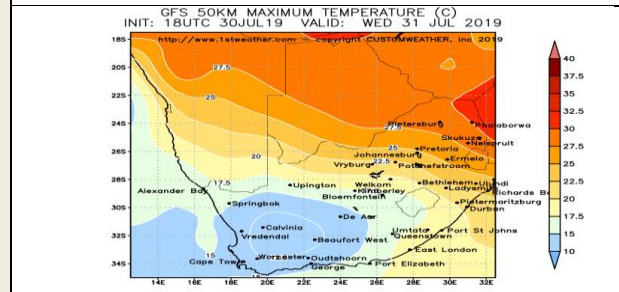 GFS 50KM MAXIMUM TEMPERATURE (C)
INIT: 18UTC 30JUL19 VALID: WED 31 JUL 2019
http://www.1stweather.com - copyright CUSTOMWEATHER, Inc 2019
18S
20S
22S
24S
26S
28S
30S
32S
34S
27.5
25
27.5
25
22.5
20
17.5
15
Pietersburg
Phalaborwa
Skukuza
Nelspruit
Pretoria
Johannesburg
Ermelo
Vryburg
Potchefstroom
Alexander Bay
Upington
Welkom
Kimberley
Bloemfontein
Bethlehem
Ulundi
Ladysmith
Richards B
Pietermaritzburg
Durban
Springbok
De Aar
Calvinia
Vredendal
Beaufort West
Umtata
Port St Johns
Queenstown
East London
Cape Town
Worcester
Oudtshoorn
George
Port Elizabeth
14E 16E 18E 20E 22E 24E 26E 28E 30E 32E
40
37.5
35
32.5
30
27.5
25
22.5
20
17.5
15
10